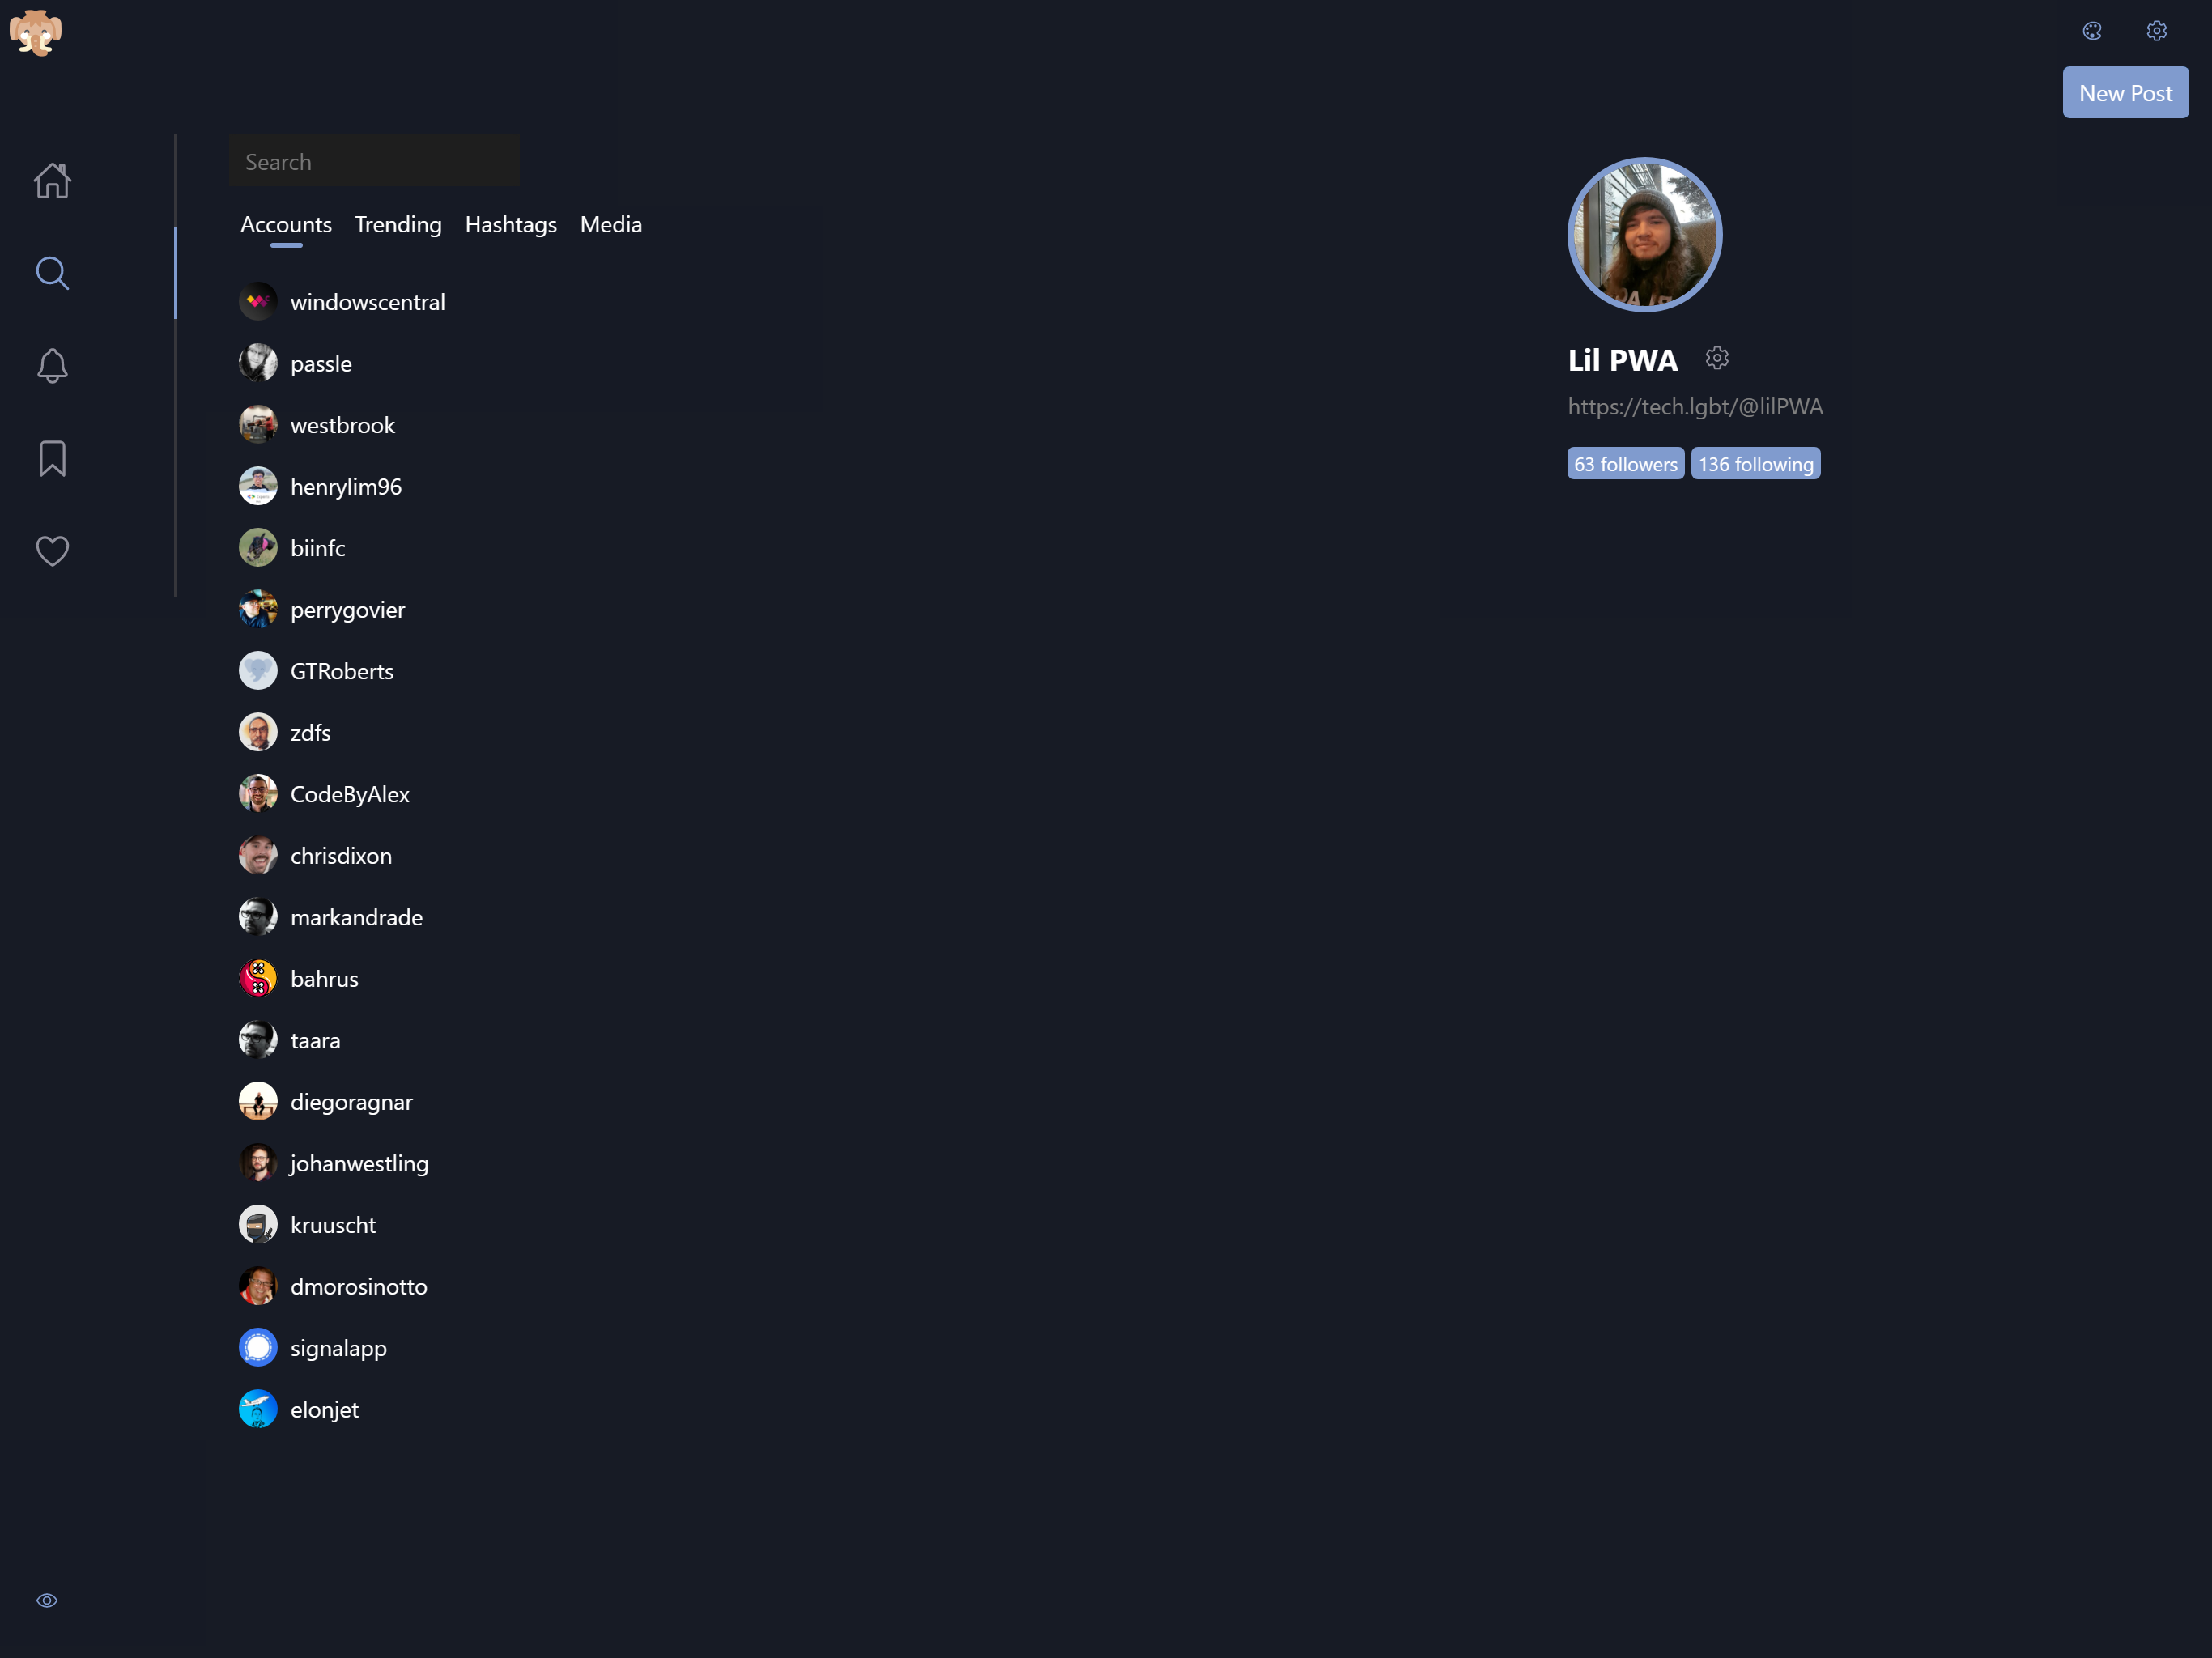 New Post
Search
Accounts Trending Hashtags Media
windowscentral
passle
westbrook
henrylim96
biinfc
perrygovier
GTRoberts
zdfs
CodeByAlex
chrisdixon
markandrade
bahrus
taara
diegoragnar
johanwestling
kruuscht
dmorosinotto
signalapp
elonjet
Lil PWA
https://tech.lgbt/@lilPWA
63 followers 136 following